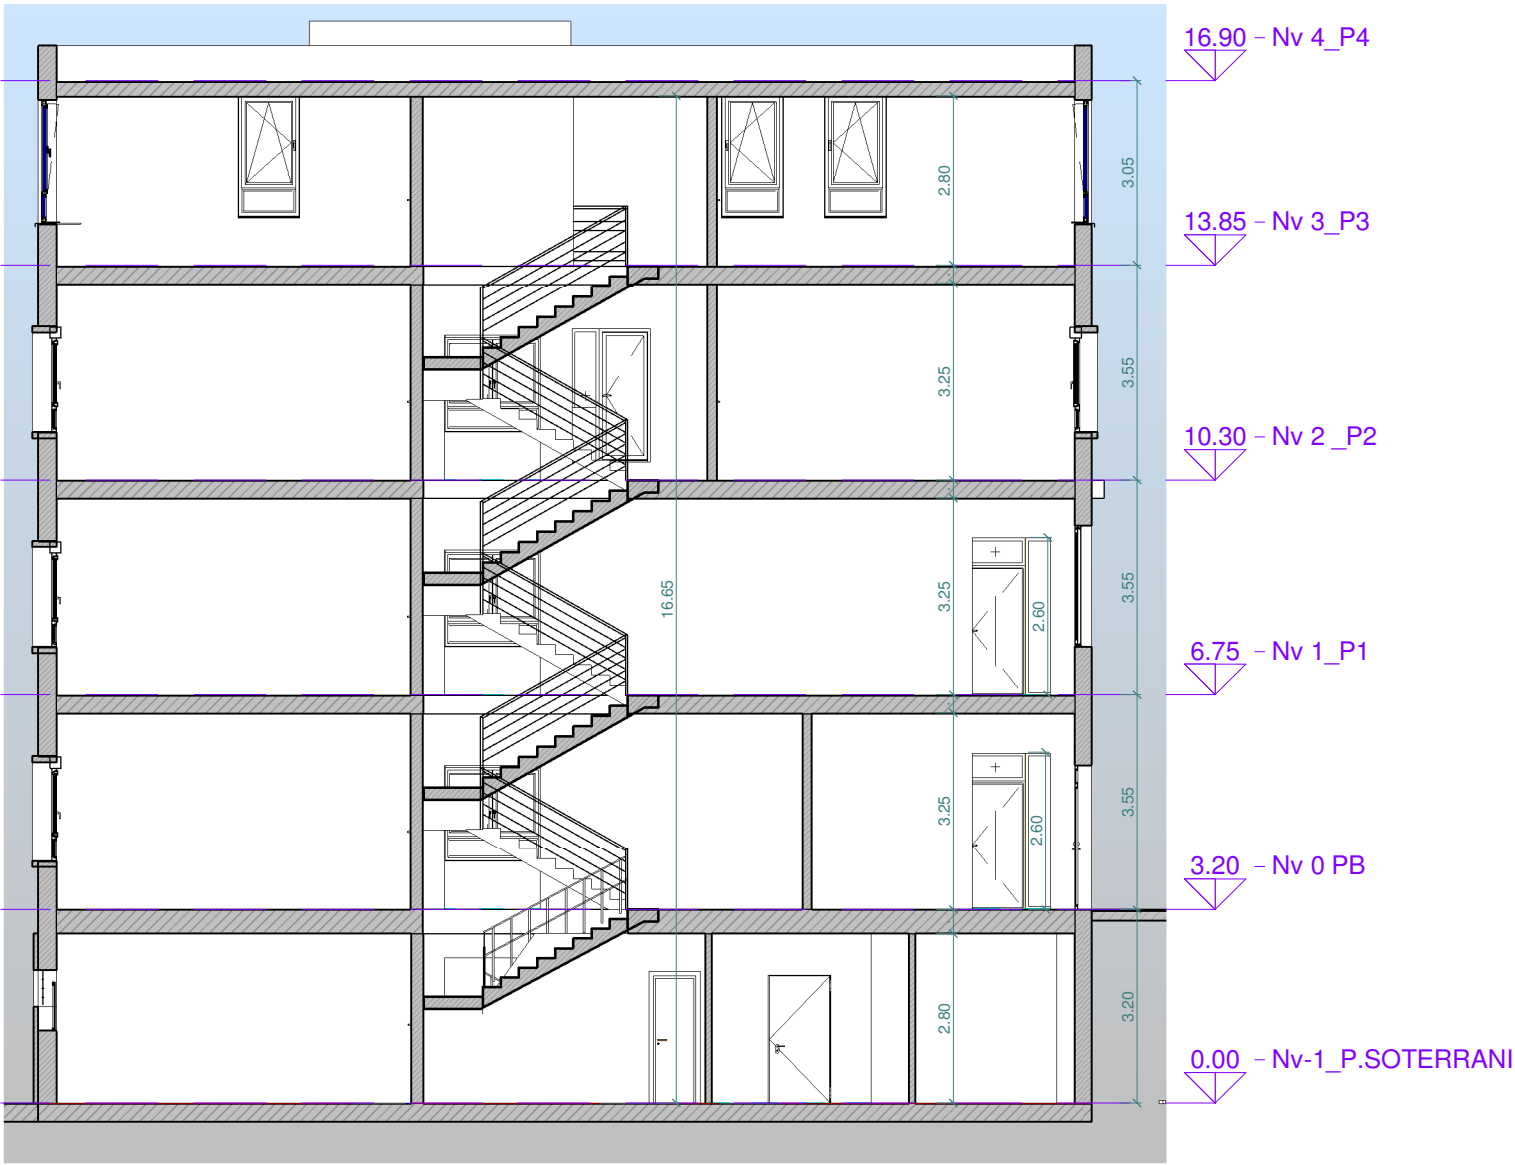 16.90 – Nv 4_P4
2.80
3.05
13.85 – Nv 3_P3
3.25
3.55
10.30 – Nv 2 _P2
16.65
3.25
2.60
3.55
6.75 – Nv 1_P1
3.25
2.60
3.55
3.20 – Nv 0 PB
2.80
3.20
0.00 – Nv-1_P.SOTERRANI